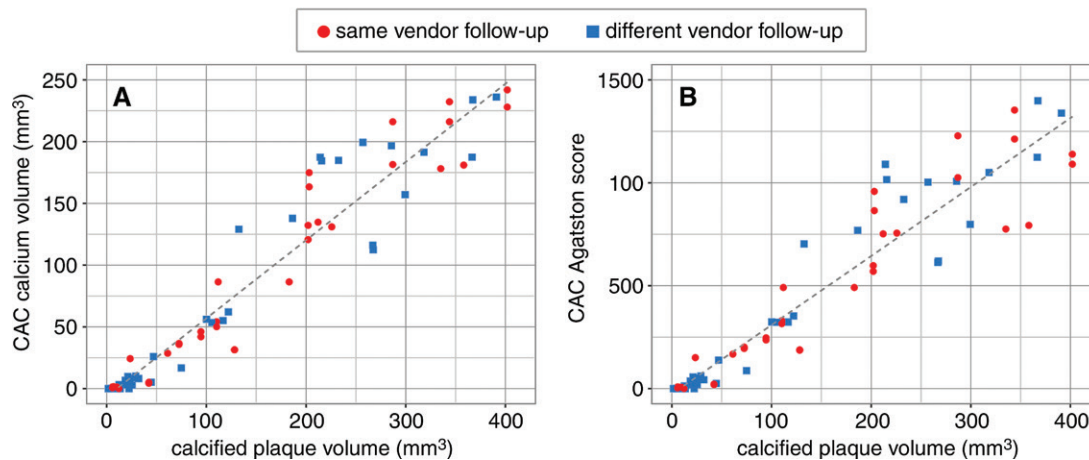 same vendor follow-up different vendor follow-up
A
CAC calcium volume (mm³)
250
200
150
100
50
0
0 100 200 300 400
calcified plaque volume (mm³)
B
CAC Agatston score
1500
1000
500
0
0 100 200 300 400
calcified plaque volume (mm³)